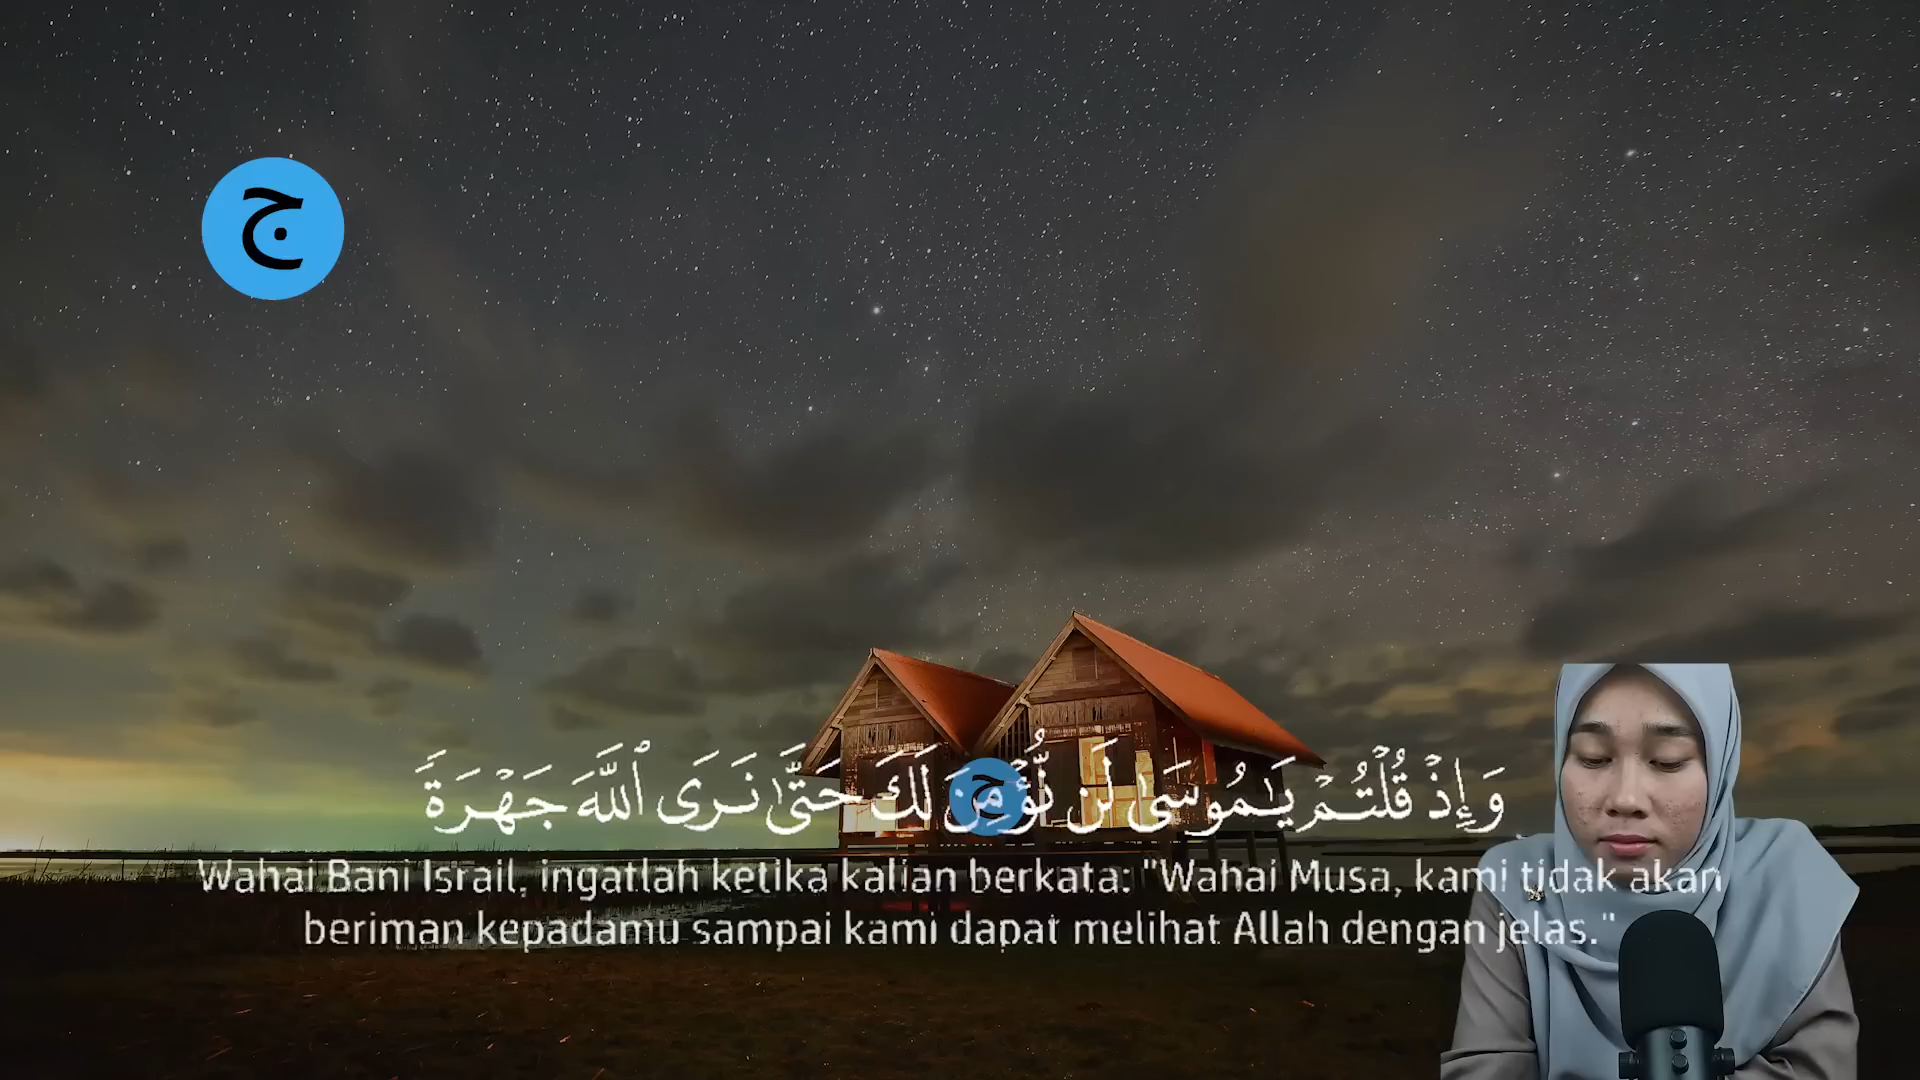 ج
وَإِذْ قُلْتُمْ يَٰمُوسَىٰ لَن نُّؤْمِنَ لَكَ حَتَّىٰ نَرَى ٱللَّهَ جَهْرَةً
ج
Wahai Bani Israil, ingatlah ketika kalian berkata: "Wahai Musa, kami tidak akan
beriman kepadamu sampai kami dapat melihat Allah dengan jelas."